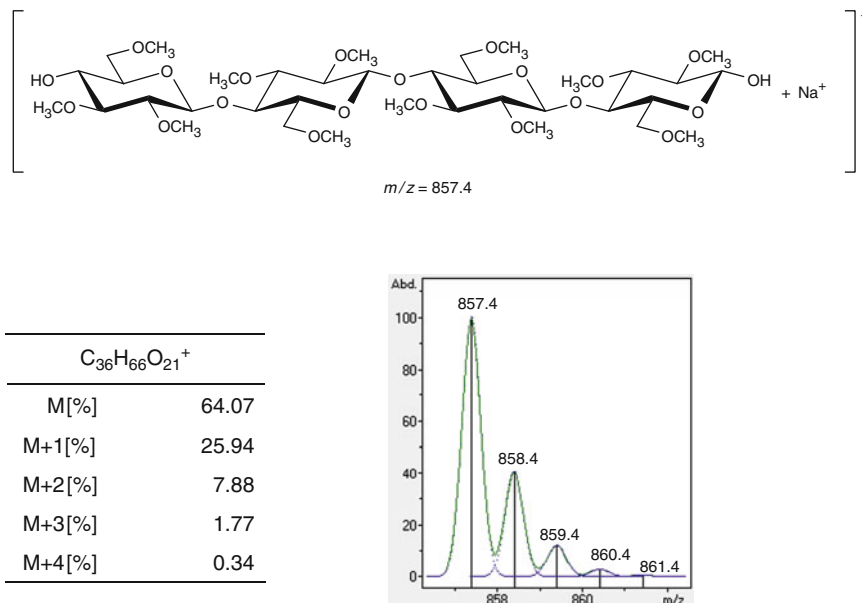 OCH₃
OCH₃
OCH₃
OCH₃
HO
O
H₃CO
O
O
H₃CO
O
O
OH
+ Na⁺
H₃CO
OCH₃
O
O
H₃CO
OCH₃
O
O
OCH₃
OCH₃
m/z = 857.4
C₃₆H₆₆O₂₁⁺
M[%] 64.07
M+1[%] 25.94
M+2[%] 7.88
M+3[%] 1.77
M+4[%] 0.34
Abd.
857.4
100
80
60
858.4
40
20
859.4
860.4
861.4
0
858
860
m/z